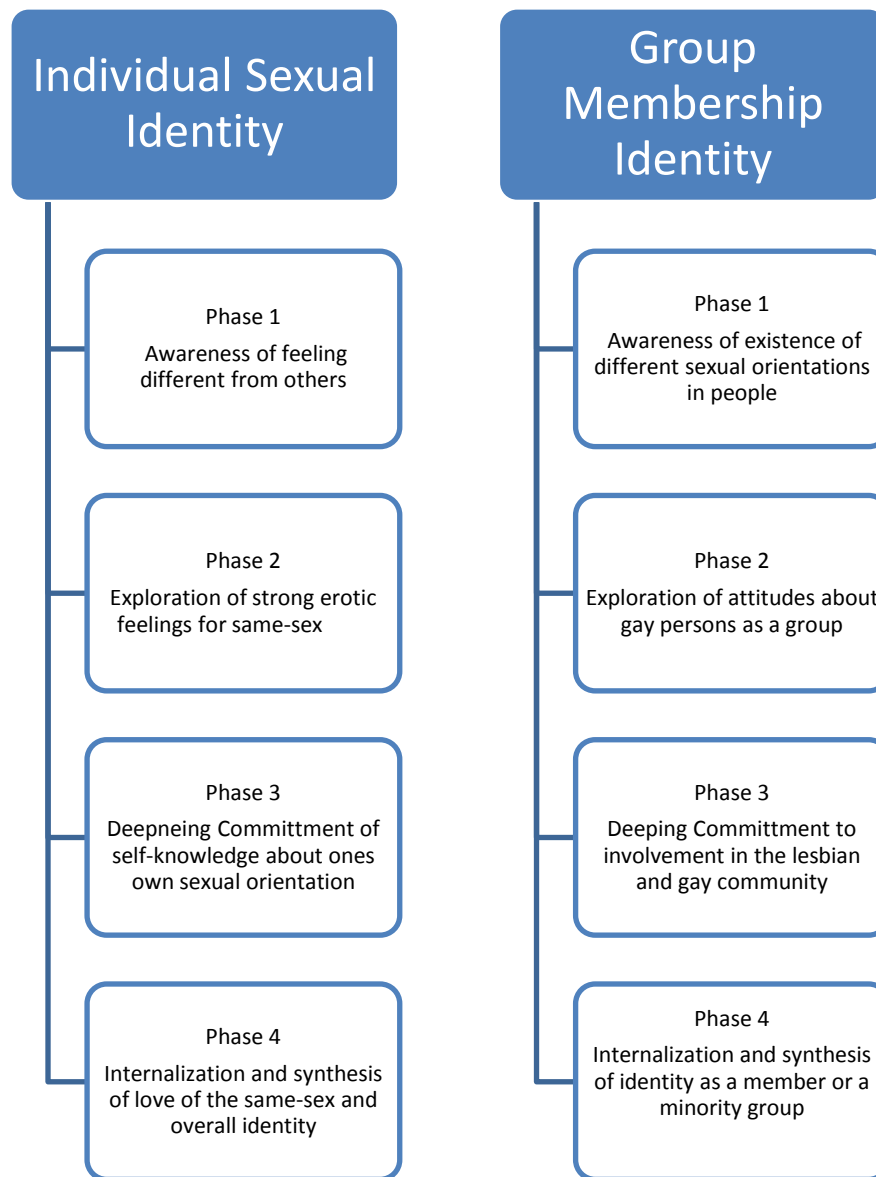 Individual Sexual
Identity
Phase 1
Awareness of feeling
different from others
Phase 2
Exploration of strong erotic
feelings for same-sex
Phase 3
Deepneing Committment of
self-knowledge about ones
own sexual orientation
Phase 4
Internalization and synthesis
of love of the same-sex and
overall identity
Group
Membership
Identity
Phase 1
Awareness of existence of
different sexual orientations
in people
Phase 2
Exploration of attitudes about
gay persons as a group
Phase 3
Deeping Committment to
involvement in the lesbian
and gay community
Phase 4
Internalization and synthesis
of identity as a member or a
minority group